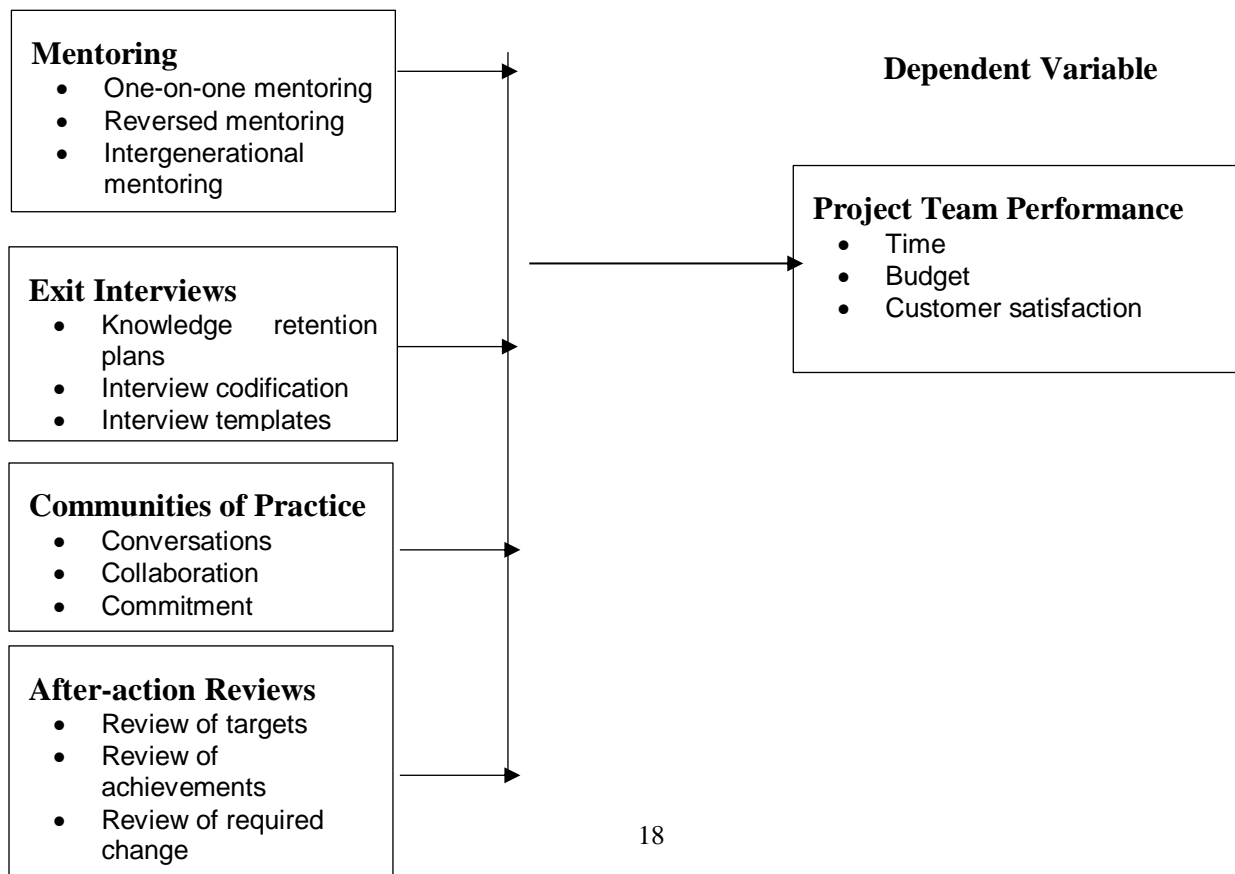 Mentoring
• One-on-one mentoring
• Reversed mentoring
• Intergenerational
mentoring
Dependent Variable
Project Team Performance
• Time
• Budget
• Customer satisfaction
Exit Interviews
• Knowledge retention
plans
• Interview codification
• Interview templates
Communities of Practice
• Conversations
• Collaboration
• Commitment
After-action Reviews
• Review of targets
• Review of
achievements
• Review of required
change
18